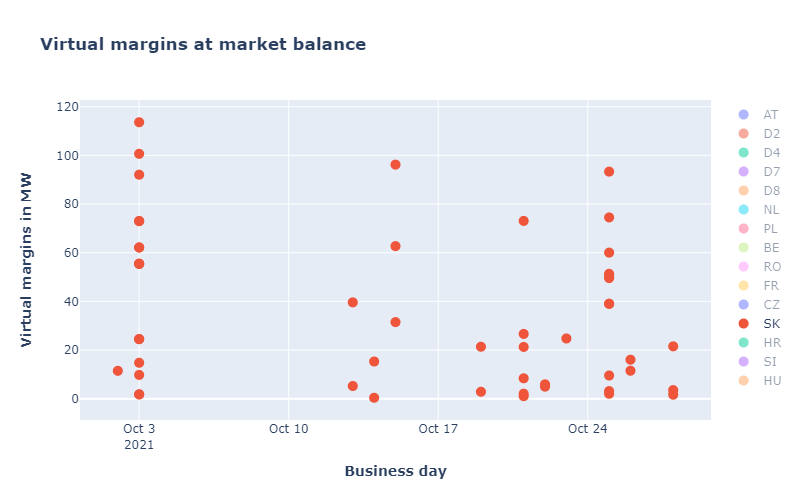 Virtual margins at market balance
120
100
80
60
40
20
0
Virtual margins in MW
Oct 3
2021
Oct 10
Oct 17
Oct 24
Business day
AT
D2
D4
D7
D8
NL
PL
BE
RO
FR
CZ
SK
HR
SI
HU